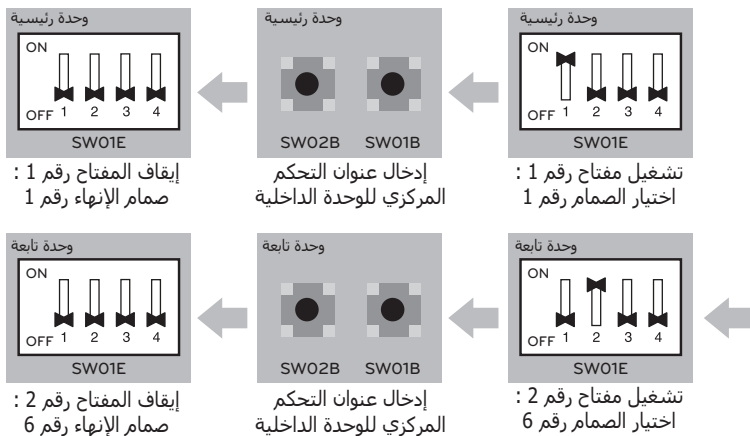 وحدة رئيسية
ON
OFF 1 2 3 4
SW01E
تشغيل مفتاح رقم 1 :
اختيار الصمام رقم 1
وحدة رئيسية
SW02B SW01B
إدخال عنوان التحكم
المركزي للوحدة الداخلية
وحدة رئيسية
ON
OFF 1 2 3 4
SW01E
إيقاف المفتاح رقم 1 :
صمام الإنهاء رقم 1
وحدة تابعة
ON
OFF 1 2 3 4
SW01E
تشغيل مفتاح رقم 2 :
اختيار الصمام رقم 6
وحدة تابعة
SW02B SW01B
إدخال عنوان التحكم
المركزي للوحدة الداخلية
وحدة تابعة
ON
OFF 1 2 3 4
SW01E
إيقاف المفتاح رقم 2 :
صمام الإنهاء رقم 6